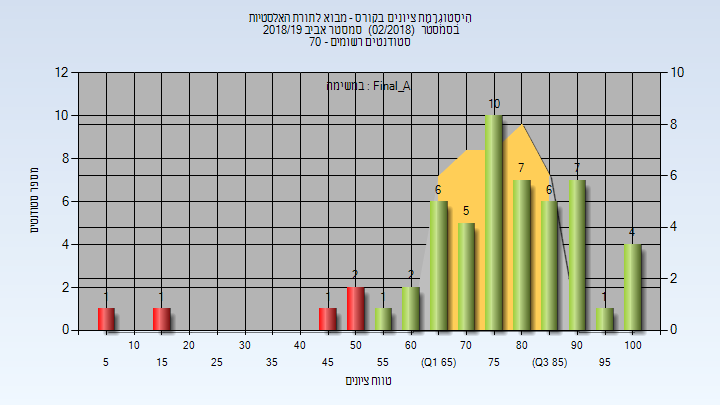 היסטוגרמת ציונים בקורס - מבוא לתורת האלסטיות
בסמסטר (02/2018) סמסטר אביב 2018/19
סטודנטים רשומים - 70
במשימה : Final_A
12 10
10 8
8 6
6 4
4 2
2 0
0
מספר סטודנטים
1 1 1 2 1 2 6 5 10 7 6 7 1 4
10 20 30 40 50 60 70 80 90 100
5 15 25 35 45 55 (Q1 65) 75 (Q3 85) 95
טווח ציונים